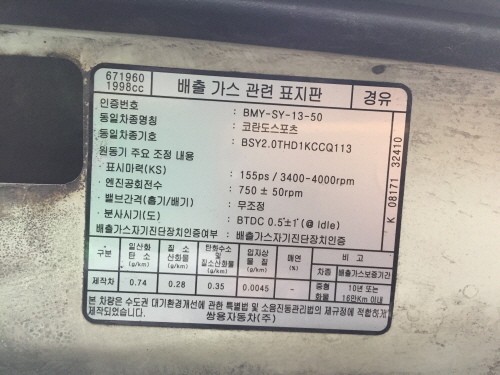 671960
1998cc
배출 가스 관련 표지판
경유
인증번호 : BMY-SY-13-50
동일차종명칭 : 코란도스포츠
동일차종기호 : BSY2.0THD1KCCQ113
원동기 주요 조정 내용 :
- 표시마력(KS) : 155ps / 3400-4000rpm
- 엔진공회전수 : 750 ± 50rpm
- 밸브간격(흡기/배기) : 무조정
- 분사시기(도) : BTDC 0.5°±1°(@ Idle)
배출가스자기진단장치인증여부 : 배출가스자기진단장치인증
K 08171 32410
구분 일산화탄소(g/km) 질소산화물(g/km) 탄화수소및질소산화물(g/km) 입자상물질(g/km) 매연(%) 비고
차종 배출가스보증기간
제작차 0.74 0.28 0.35 0.0045 - 중형화물 10년 또는 16만Km 이내
본 차량은 수도권 대기환경개선에 관한 특별법 및 소음진동관리법의 규정에 적합하게
제작되었습니다.
쌍용자동차(주)